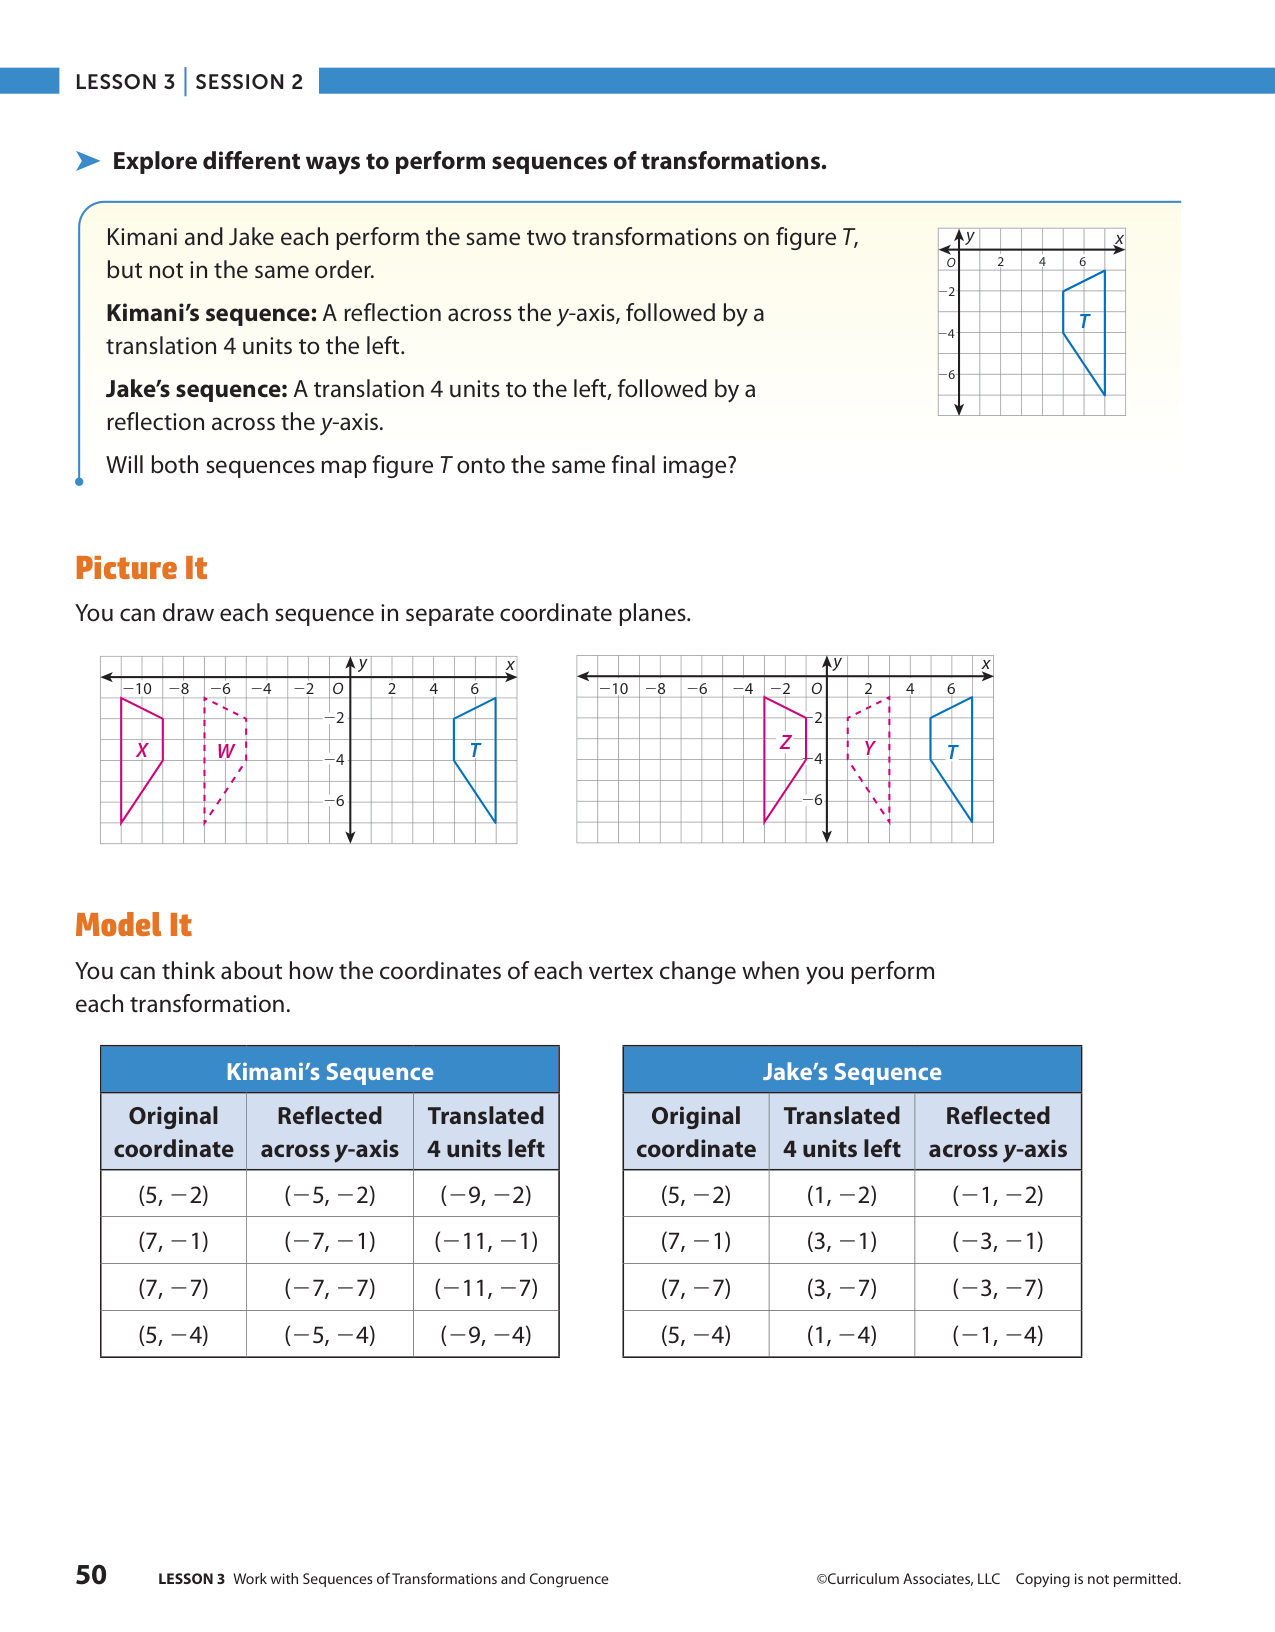 LESSON 3 | SESSION 2
➤ Explore different ways to perform sequences of transformations.
Kimani and Jake each perform the same two transformations on figure T,
but not in the same order.
Kimani's sequence: A reflection across the y-axis, followed by a
translation 4 units to the left.
Jake's sequence: A translation 4 units to the left, followed by a
reflection across the y-axis.
Will both sequences map figure T onto the same final image?
y x
O 2 4 6
−2
T
−4
−6
Picture It
You can draw each sequence in separate coordinate planes.
y x
−10 −8 −6 −4 −2 O 2 4 6
−2
X W T
−4
−6
y x
−10 −8 −6 −4 −2 O 2 4 6
−2
Z Y T
−4
−6
Model It
You can think about how the coordinates of each vertex change when you perform
each transformation.
Kimani's Sequence
Original Reflected Translated
coordinate across y-axis 4 units left
(5, −2) (−5, −2) (−9, −2)
(7, −1) (−7, −1) (−11, −1)
(7, −7) (−7, −7) (−11, −7)
(5, −4) (−5, −4) (−9, −4)
Jake's Sequence
Original Translated Reflected
coordinate 4 units left across y-axis
(5, −2) (1, −2) (−1, −2)
(7, −1) (3, −1) (−3, −1)
(7, −7) (3, −7) (−3, −7)
(5, −4) (1, −4) (−1, −4)
50 LESSON 3 Work with Sequences of Transformations and Congruence ©Curriculum Associates, LLC Copying is not permitted.